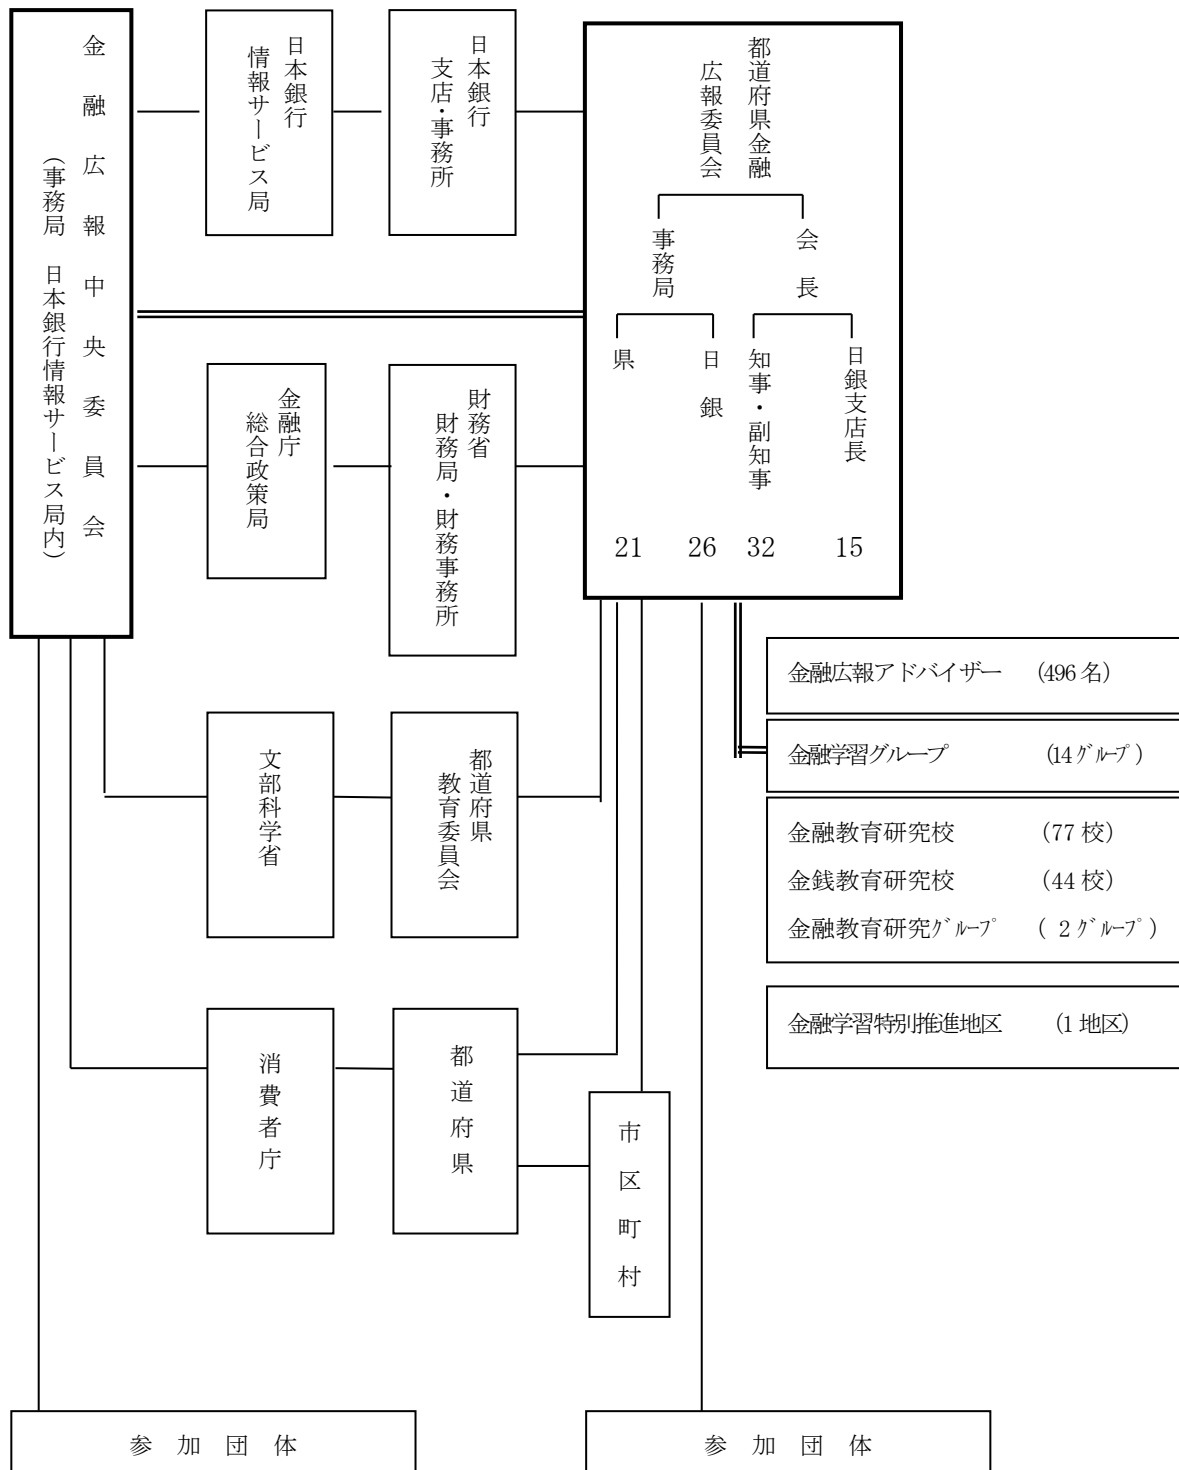 金融広報中央委員会
(事務局 日本銀行情報サービス局内)
日本銀行
情報サービス局
日本銀行
支店・事務所
都道府県金融
広報委員会
会長
事務局
日銀支店長
知事・副知事
日銀
県
21 26 32 15
金融庁
総合政策局
財務省
財務局・財務事務所
金融広報アドバイザー (496名)
金融学習グループ (14グループ)
金融教育研究校 (77校)
金銭教育研究校 (44校)
金融教育研究グループ ( 2グループ)
金融学習特別推進地区 (1地区)
文部科学省
都道府県
教育委員会
消費者庁
都道府県
市区町村
参加団体
参加団体